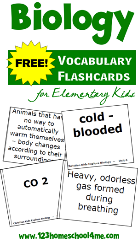 Biology
FREE!
VOCABULARY
FLASHCARDS
for Elementary Kids
Animals that have
no way to
automatically
warm themselves
– body changes
according to their
surroundings
cold -
blooded
CO 2
Heavy, odorless
gas formed
during
breathing
www.123homeschool4me.com